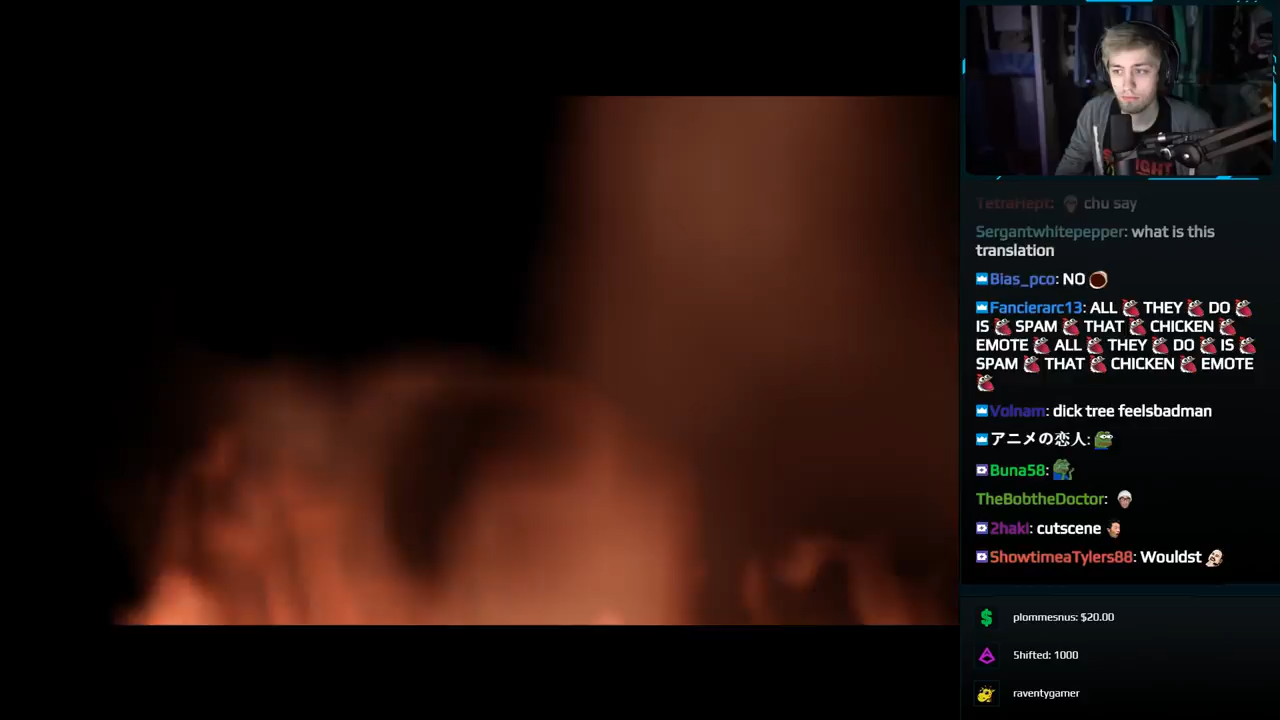 TetraHept: chu say
Sergantwhitepepper: what is this
translation
Bias_pco: NO
Fancierarc13: ALL THEY DO
IS SPAM THAT CHICKEN
EMOTE ALL THEY DO IS
SPAM THAT CHICKEN EMOTE
Volnam: dick tree feelsbadman
アニメの恋人:
Buna58:
TheBobtheDoctor:
2haki: cutscene
ShowtimeaTylers88: Wouldst
plommesnus: $20.00
Shifted: 1000
raventygamer